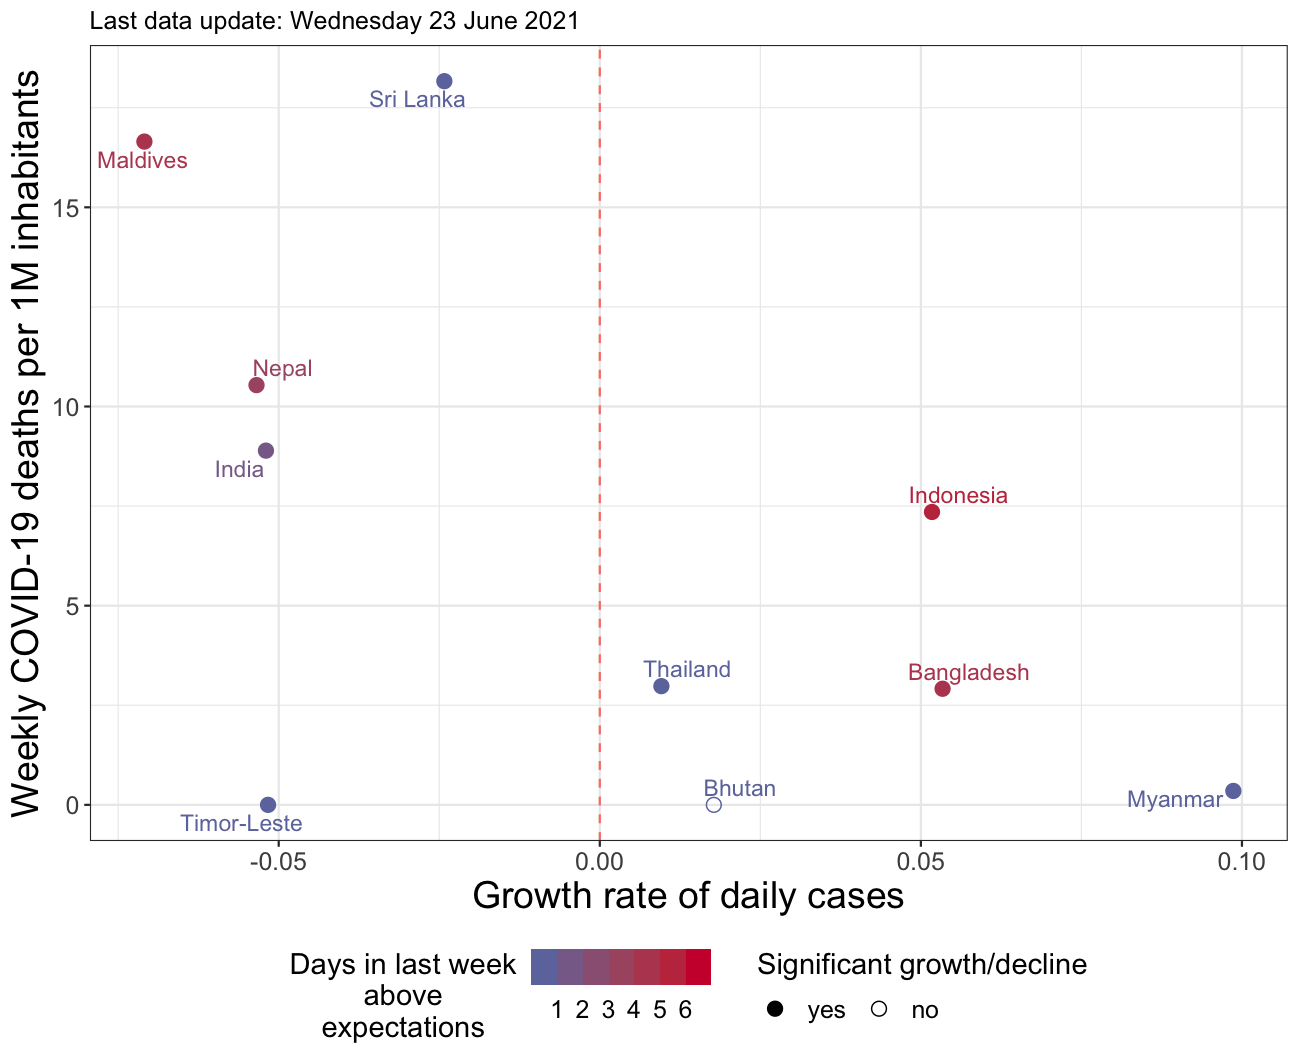 Last data update: Wednesday 23 June 2021
Weekly COVID-19 deaths per 1M inhabitants
Sri Lanka
Maldives
15
Nepal
10
India
Indonesia
5
Thailand
Bangladesh
Bhutan
Myanmar
0
Timor-Leste
-0.05 0.00 0.05 0.10
Growth rate of daily cases
Days in last week
above
expectations
1 2 3 4 5 6
Significant growth/decline
yes no